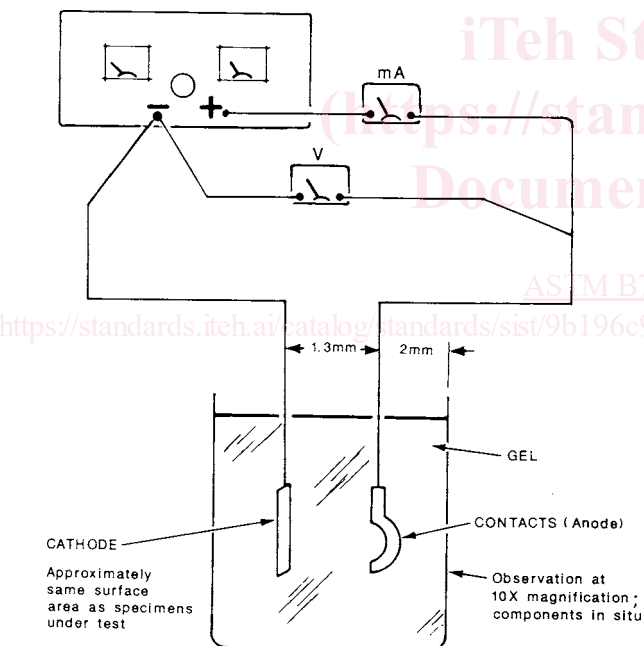 iTeh St
mA
(https://stan
V
Documen
ASTM B7
https://standards.iteh.ai/catalog/standards/sist/9b196c9
1.3mm
2mm
GEL
CONTACTS (Anode)
CATHODE
Approximately
same surface
area as specimens
under test
Observation at
10X magnification;
components in situ